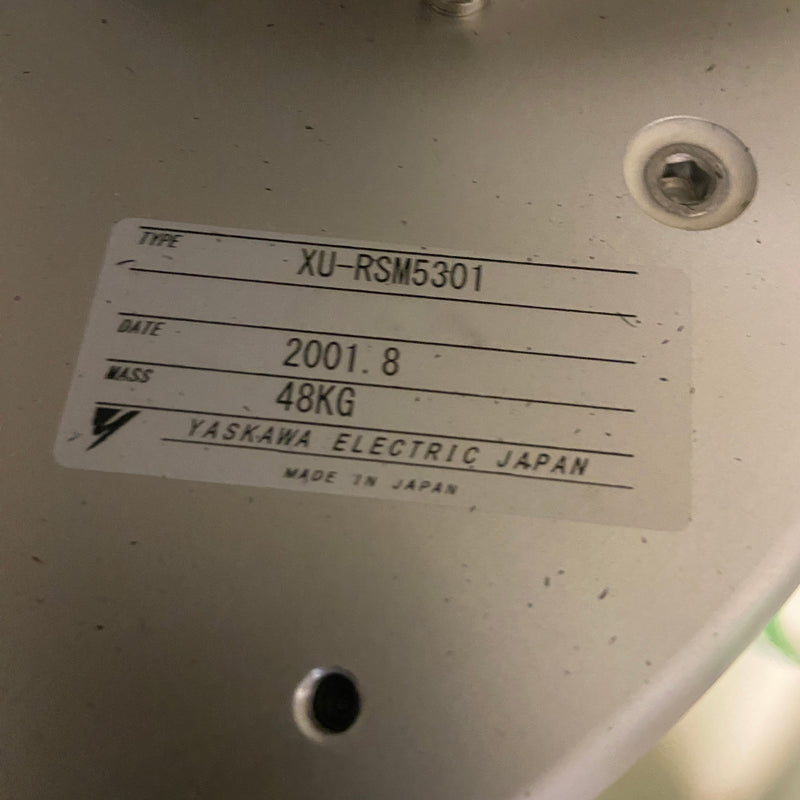 TYPE XU-RSM5301
DATE 2001.8
MASS 48KG
YASKAWA ELECTRIC JAPAN
MADE IN JAPAN